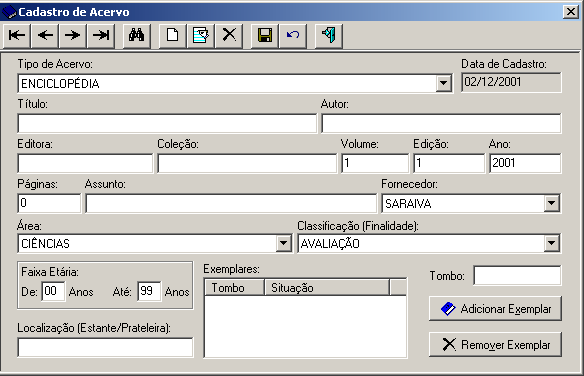 Cadastro de Acervo
Tipo de Acervo: Data de Cadastro:
ENCICLOPÉDIA 02/12/2001
Título: Autor:
Editora: Coleção: Volume: Edição: Ano:
1 1 2001
Páginas: Assunto: Fornecedor:
0 SARAIVA
Área: Classificação (Finalidade):
CIÊNCIAS AVALIAÇÃO
Faixa Etária: Exemplares: Tombo:
De: 00 Anos Até: 99 Anos Tombo Situação
Adicionar Exemplar
Localização (Estante/Prateleira):
Remover Exemplar